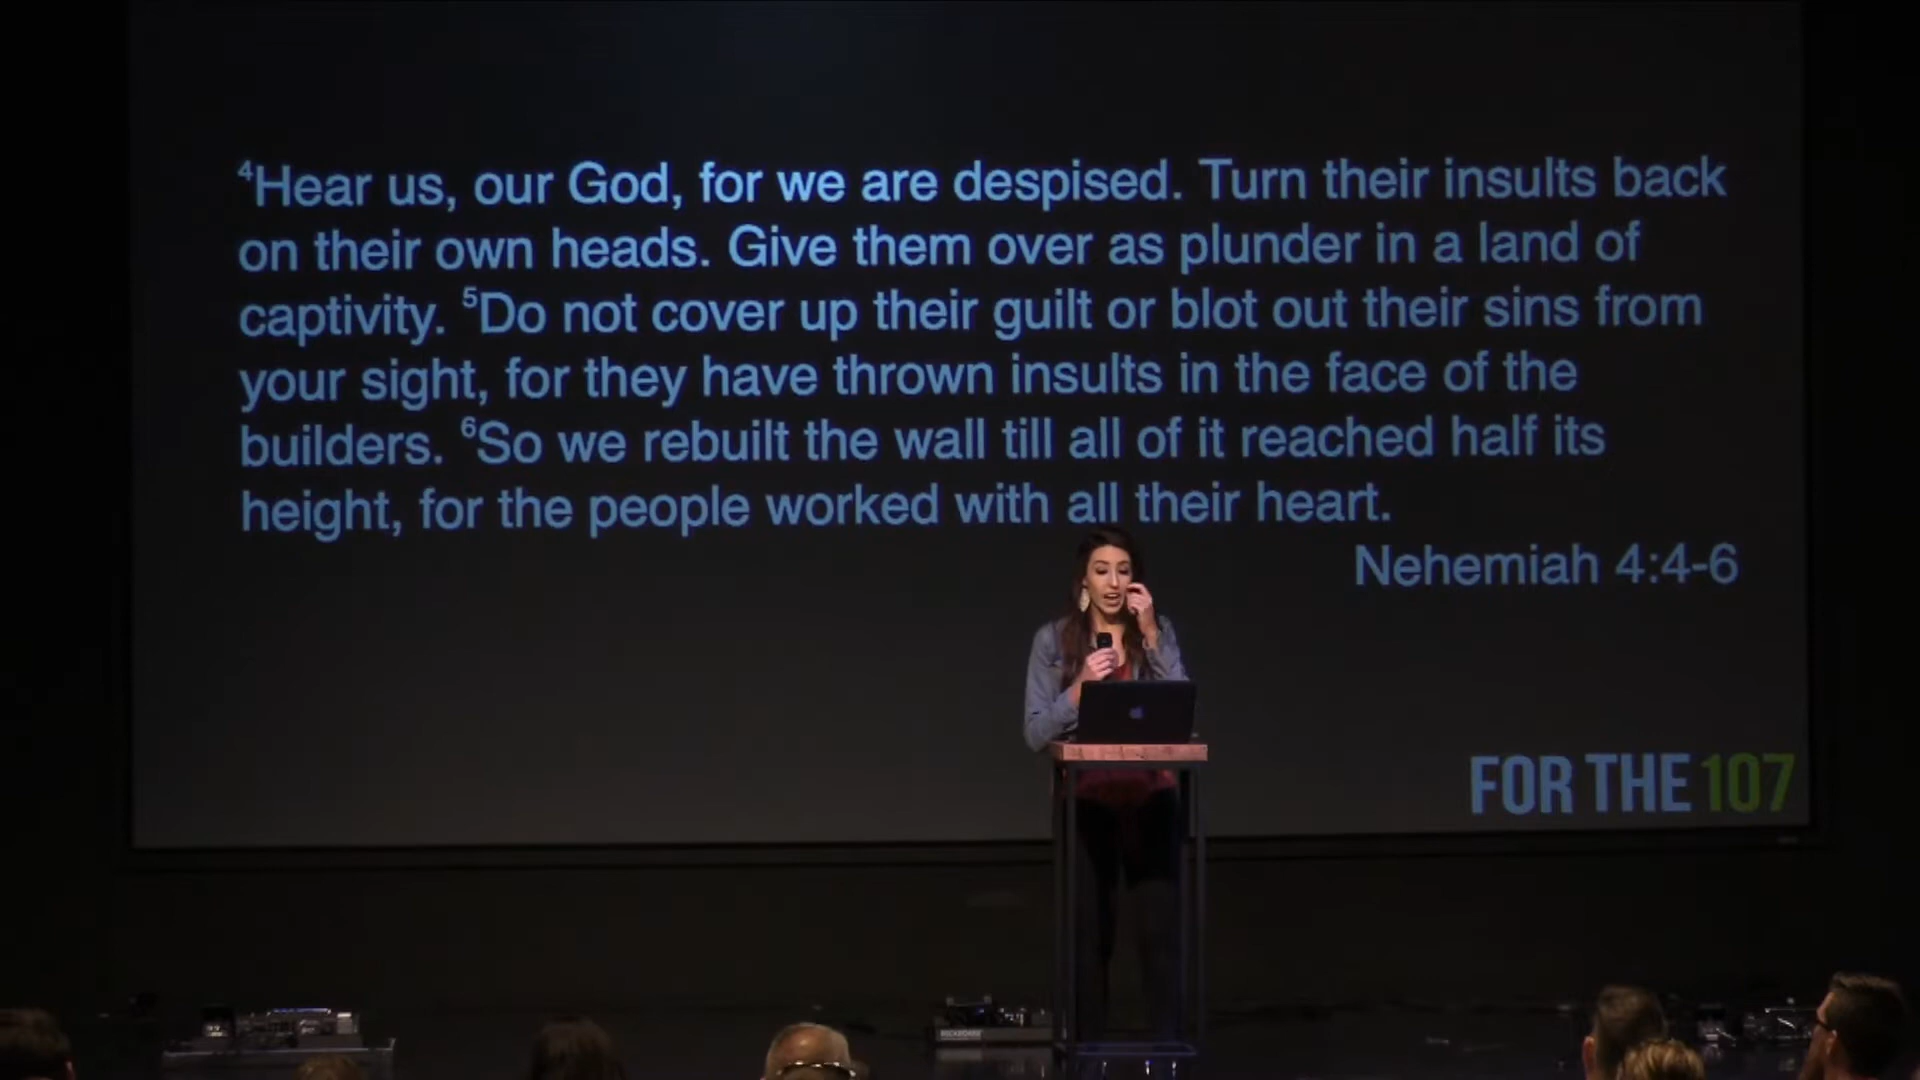 ⁴Hear us, our God, for we are despised. Turn their insults back
on their own heads. Give them over as plunder in a land of
captivity. ⁵Do not cover up their guilt or blot out their sins from
your sight, for they have thrown insults in the face of the
builders. ⁶So we rebuilt the wall till all of it reached half its
height, for the people worked with all their heart.
Nehemiah 4:4-6
FOR THE 107